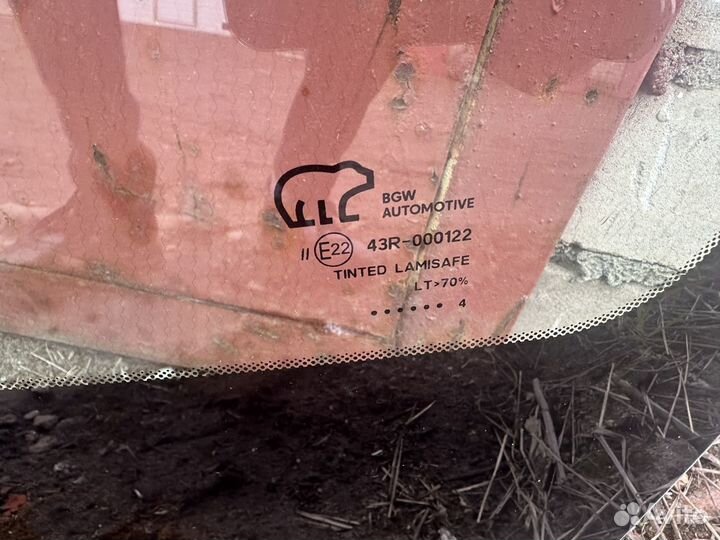 BGW
AUTOMOTIVE
II E22 43R-000122
TINTED LAMISAFE
LT>70%
•••••• 4
Avito